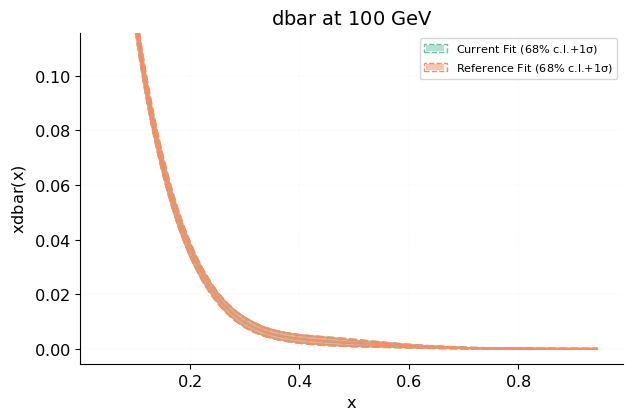 dbar at 100 GeV
Current Fit (68% c.l.+1σ)
Reference Fit (68% c.l.+1σ)
xdbar(x)
0.10
0.08
0.06
0.04
0.02
0.00
0.2 0.4 0.6 0.8
x